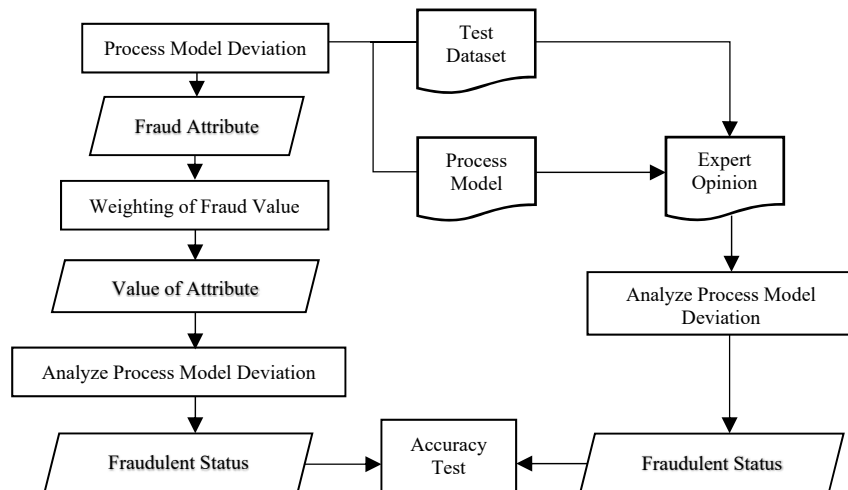 Process Model Deviation
Test
Dataset
Fraud Attribute
Process
Model
Expert
Opinion
Weighting of Fraud Value
Value of Attribute
Analyze Process Model
Deviation
Analyze Process Model Deviation
Fraudulent Status
Accuracy
Test
Fraudulent Status